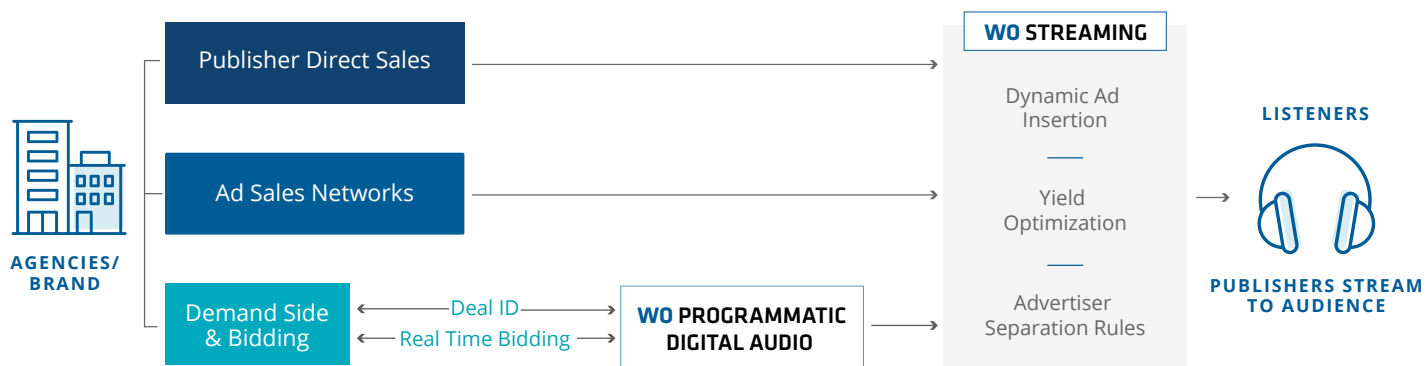 AGENCIES/
BRAND
Publisher Direct Sales
Ad Sales Networks
Demand Side
& Bidding
Deal ID
Real Time Bidding
WO PROGRAMMATIC
DIGITAL AUDIO
WO STREAMING
Dynamic Ad
Insertion
Yield
Optimization
Advertiser
Separation Rules
LISTENERS
PUBLISHERS STREAM
TO AUDIENCE